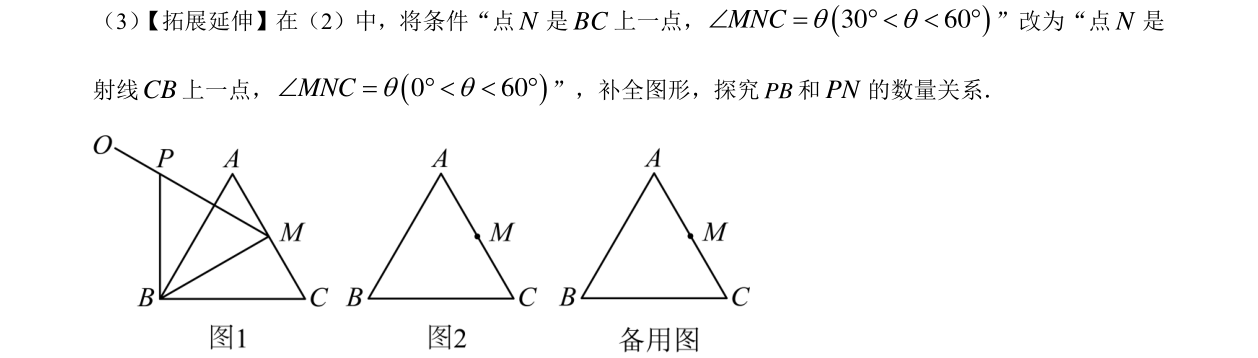 (3)【拓展延伸】在(2)中，将条件“点N是BC上一点，∠MNC=θ(30°<θ<60°)”改为“点N是
射线CB上一点，∠MNC=θ(0°<θ<60°)”，补全图形，探究PB和PN的数量关系．
O P A A A
M M M
B C B C B C
图1 图2 备用图